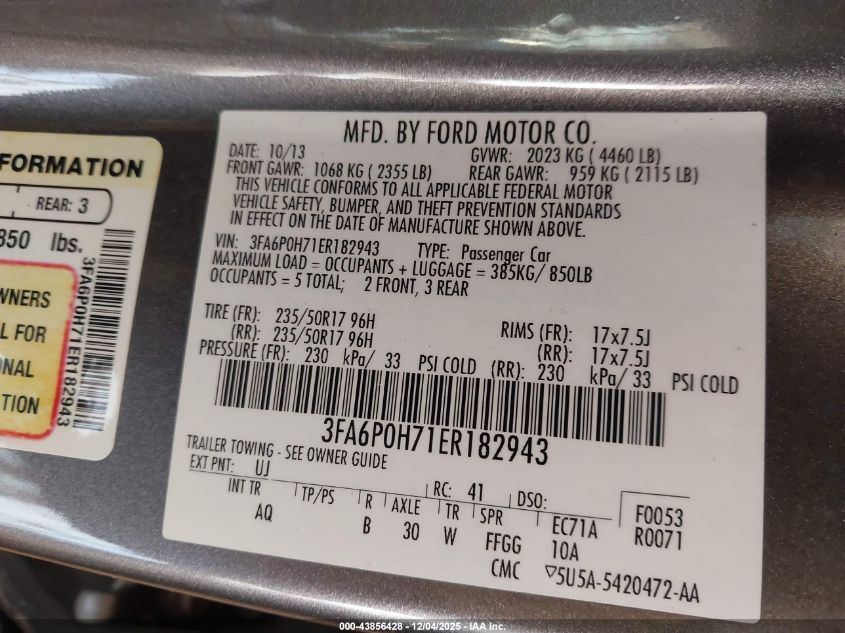 FORMATION
REAR: 3
850 lbs.
WNERS
L FOR
ONAL
TION
3FA6P0H71ER182943
MFD. BY FORD MOTOR CO.
DATE: 10/13 GVWR: 2023 KG ( 4460 LB)
FRONT GAWR: 1068 KG ( 2355 LB) REAR GAWR: 959 KG ( 2115 LB)
THIS VEHICLE CONFORMS TO ALL APPLICABLE FEDERAL MOTOR
VEHICLE SAFETY, BUMPER, AND THEFT PREVENTION STANDARDS
IN EFFECT ON THE DATE OF MANUFACTURE SHOWN ABOVE.
VIN: 3FA6P0H71ER182943 TYPE: Passenger Car
MAXIMUM LOAD = OCCUPANTS + LUGGAGE = 385KG/ 850LB
OCCUPANTS = 5 TOTAL; 2 FRONT, 3 REAR
TIRE (FR): 235/50R17 96H RIMS (FR): 17x7.5J
(RR): 235/50R17 96H (RR): 17x7.5J
PRESSURE (FR): 230 kPa/ 33 PSI COLD (RR): 230 kPa/ 33 PSI COLD
3FA6P0H71ER182943
TRAILER TOWING - SEE OWNER GUIDE
EXT PNT: UJ RC: 41 DSO: F0053
INT TR TP/PS R AXLE TR SPR EC71A R0071
AQ B 30 W FFGG 10A
CMC ▽5U5A-5420472-AA
000-43856428 - 12/04/2025 - IAA Inc.